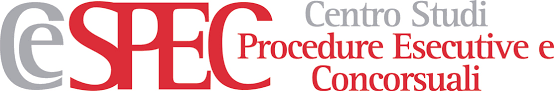 CeSPEC
Centro Studi
Procedure Esecutive e
Concorsuali